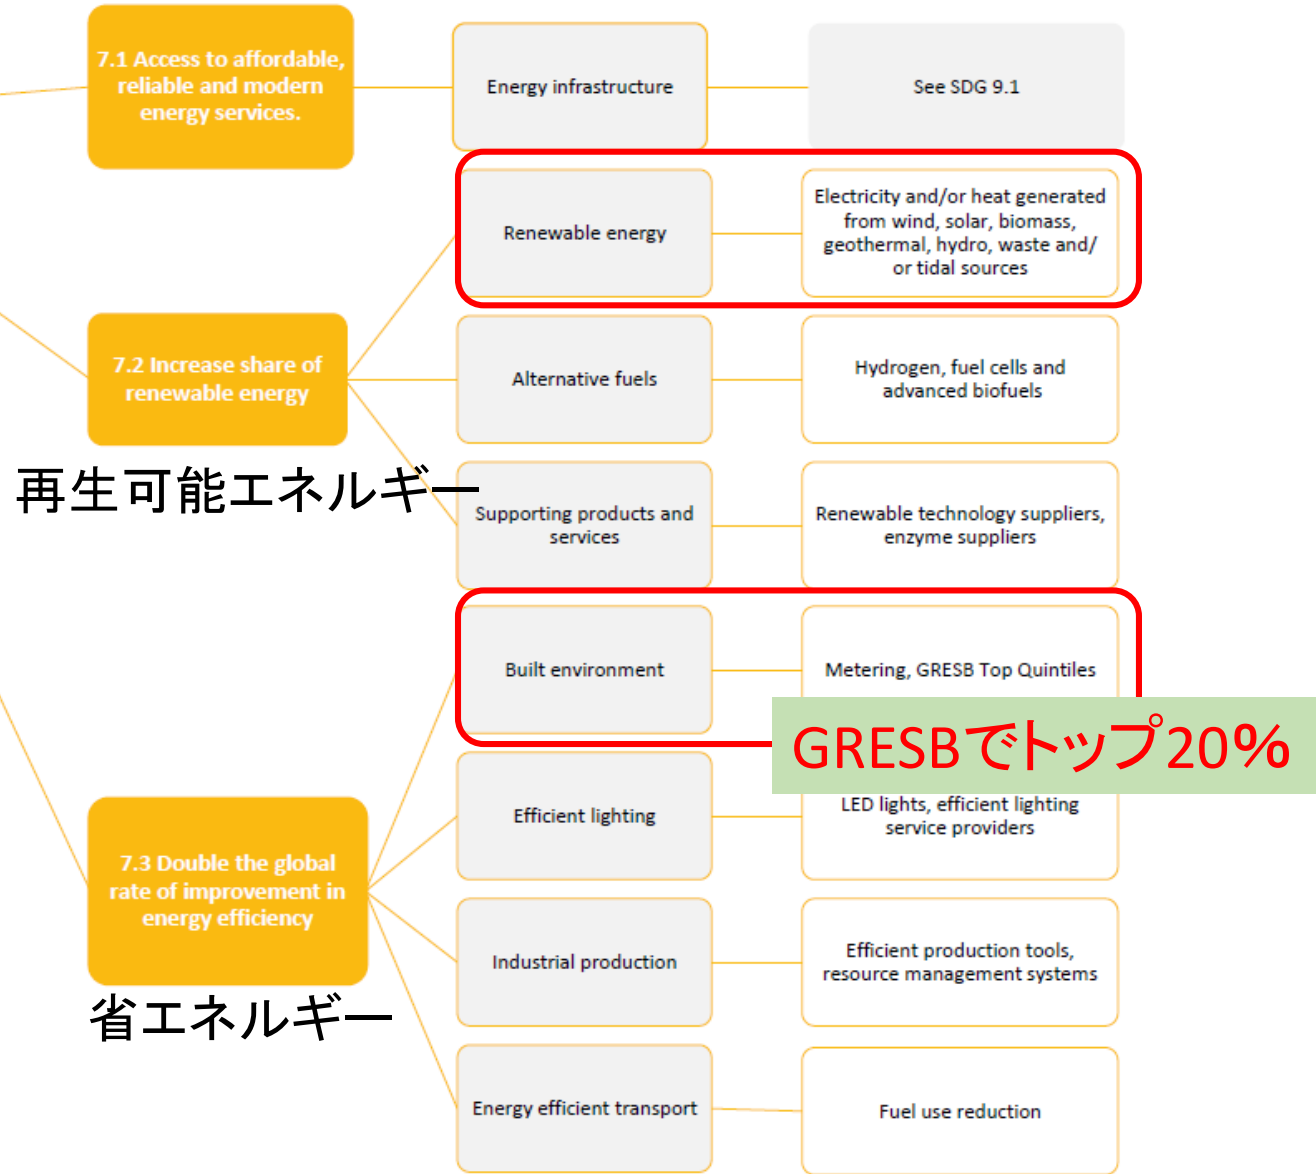 7.1 Access to affordable,
reliable and modern
energy services.
Energy infrastructure
See SDG 9.1
7.2 Increase share of
renewable energy
再生可能エネルギー
Renewable energy
Electricity and/or heat generated
from wind, solar, biomass,
geothermal, hydro, waste and/
or tidal sources
Alternative fuels
Hydrogen, fuel cells and
advanced biofuels
Supporting products and
services
Renewable technology suppliers,
enzyme suppliers
7.3 Double the global
rate of improvement in
energy efficiency
省エネルギー
Built environment
Metering, GRESB Top Quintiles
GRESBでトップ20%
Efficient lighting
LED lights, efficient lighting
service providers
Industrial production
Efficient production tools,
resource management systems
Energy efficient transport
Fuel use reduction